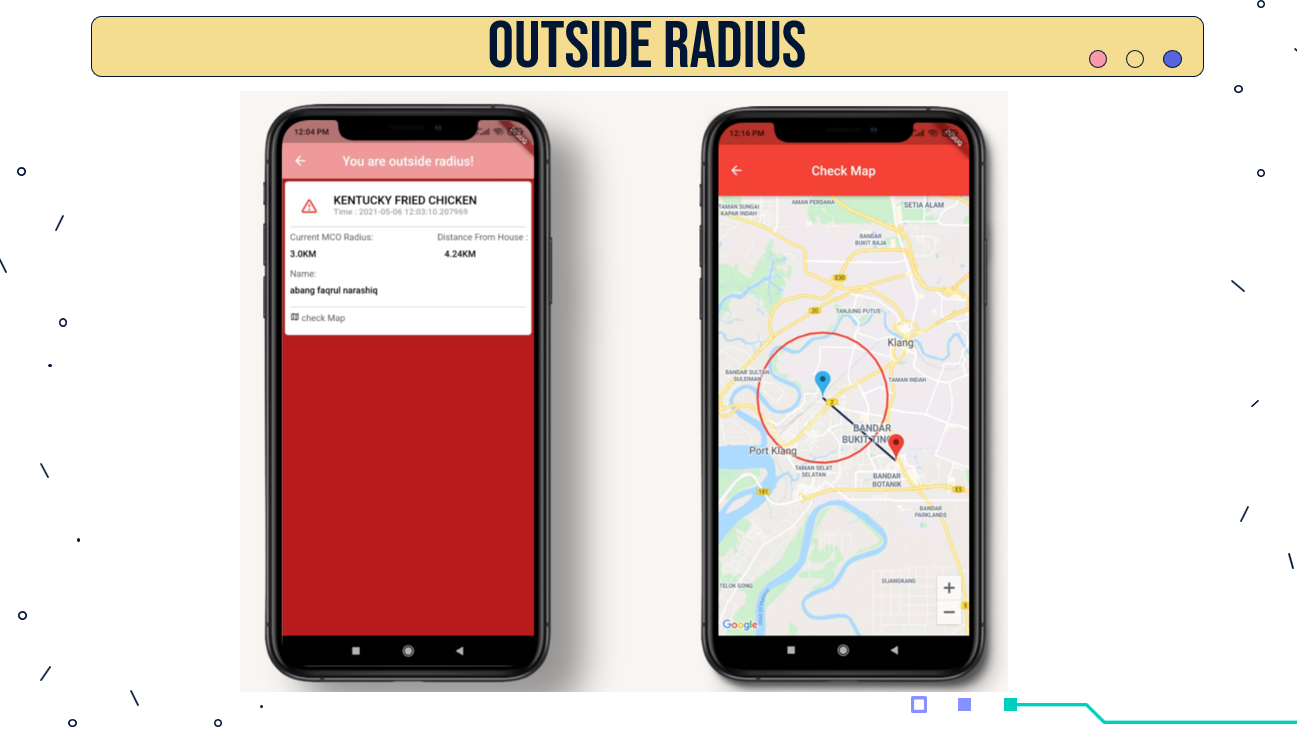 OUTSIDE RADIUS
12:04 PM
You are outside radius!
KENTUCKY FRIED CHICKEN
Time : 2021-05-06 12:03:10.207969
Current MCO Radius:
Distance From House :
3.0KM
4.24KM
Name:
abang faqrul narashiq
check Map
12:16 PM
Check Map
TAMAN SUNGAI
KAPAR INDAH
AMAN PERDANA
SETIA ALAM
BANDAR
BUKIT RAJA
E30
20
TANJUNG PUTUS
Klang
BANDAR SULTAN
SULEIMAN
TAMAN INDAH
2
BANDAR
BUKIT TING
Port Klang
TAMAN SELAT
SELATAN
BANDAR
BOTANIK
181
E5
BANDAR
PARKLANDS
SIJANGKANG
TELOK GONG
5
Google